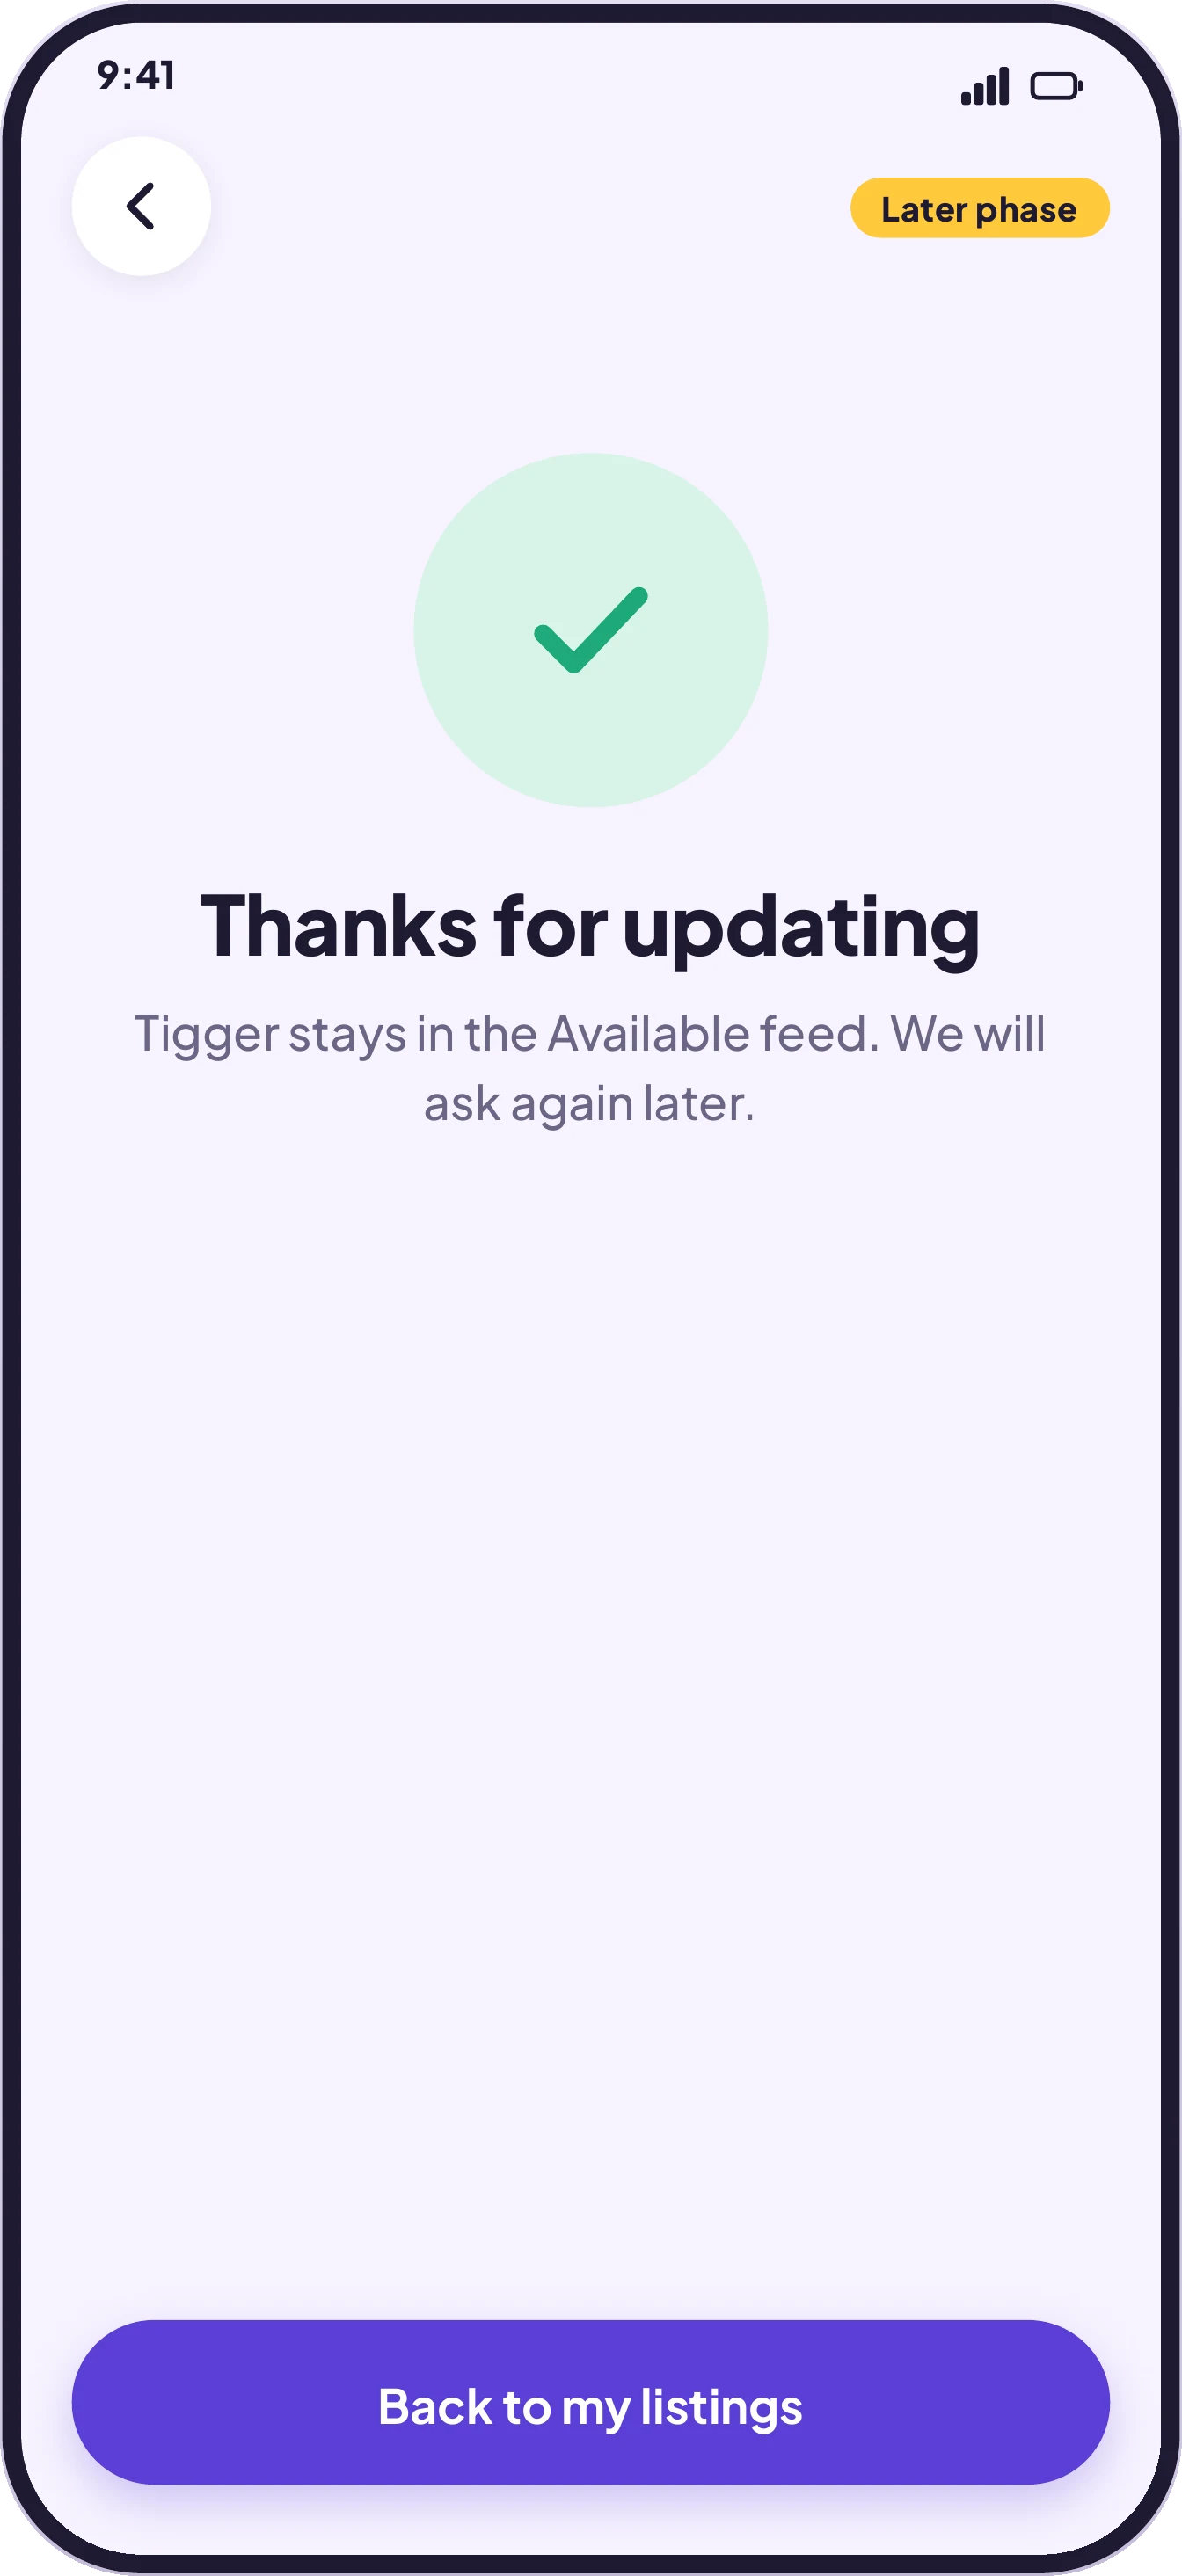 9:41
Later phase
Thanks for updating
Tigger stays in the Available feed. We will
ask again later.
Back to my listings